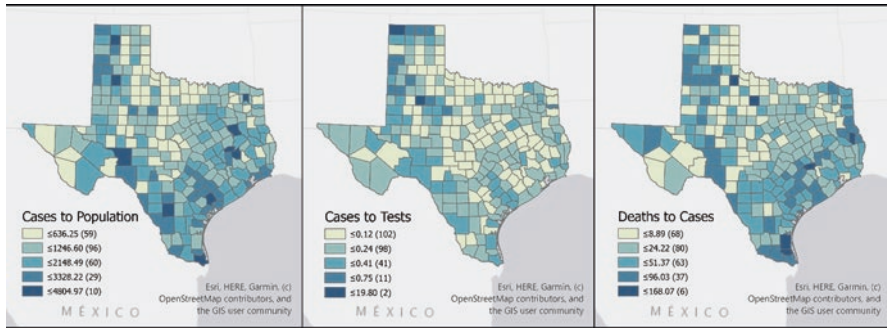 Cases to Population
≤636.25 (59)
≤1246.60 (96)
≤2148.49 (60)
≤3328.22 (29)
≤4804.97 (10)
Esri, HERE, Garmin, (c)
OpenStreetMap contributors, and
the GIS user community
MÉXICO
Cases to Tests
≤0.12 (102)
≤0.24 (98)
≤0.41 (41)
≤0.75 (11)
≤19.80 (2)
Esri, HERE, Garmin, (c)
OpenStreetMap contributors, and
the GIS user community
MÉXICO
Deaths to Cases
≤8.89 (68)
≤24.22 (80)
≤51.37 (63)
≤96.03 (37)
≤168.07 (6)
Esri, HERE, Garmin, (c)
OpenStreetMap contributors, and
the GIS user community
MÉXICO